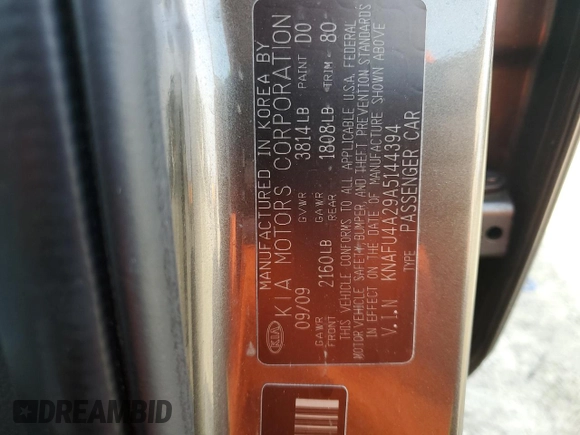 MANUFACTURED IN KOREA BY
KIA MOTORS CORPORATION
09/09 GVWR 3814LB PAINT D0
GAWR FRONT 2160LB GAWR REAR 1808LB TRIM 80
THIS VEHICLE CONFORMS TO ALL APPLICABLE U.S.A. FEDERAL
MOTOR VEHICLE SAFETY, BUMPER, AND THEFT PREVENTION STANDARDS
IN EFFECT ON THE DATE OF MANUFACTURE SHOWN ABOVE
V.I.N KNAFU4A29A5144394
TYPE PASSENGER CAR
KIA
DREAMBID